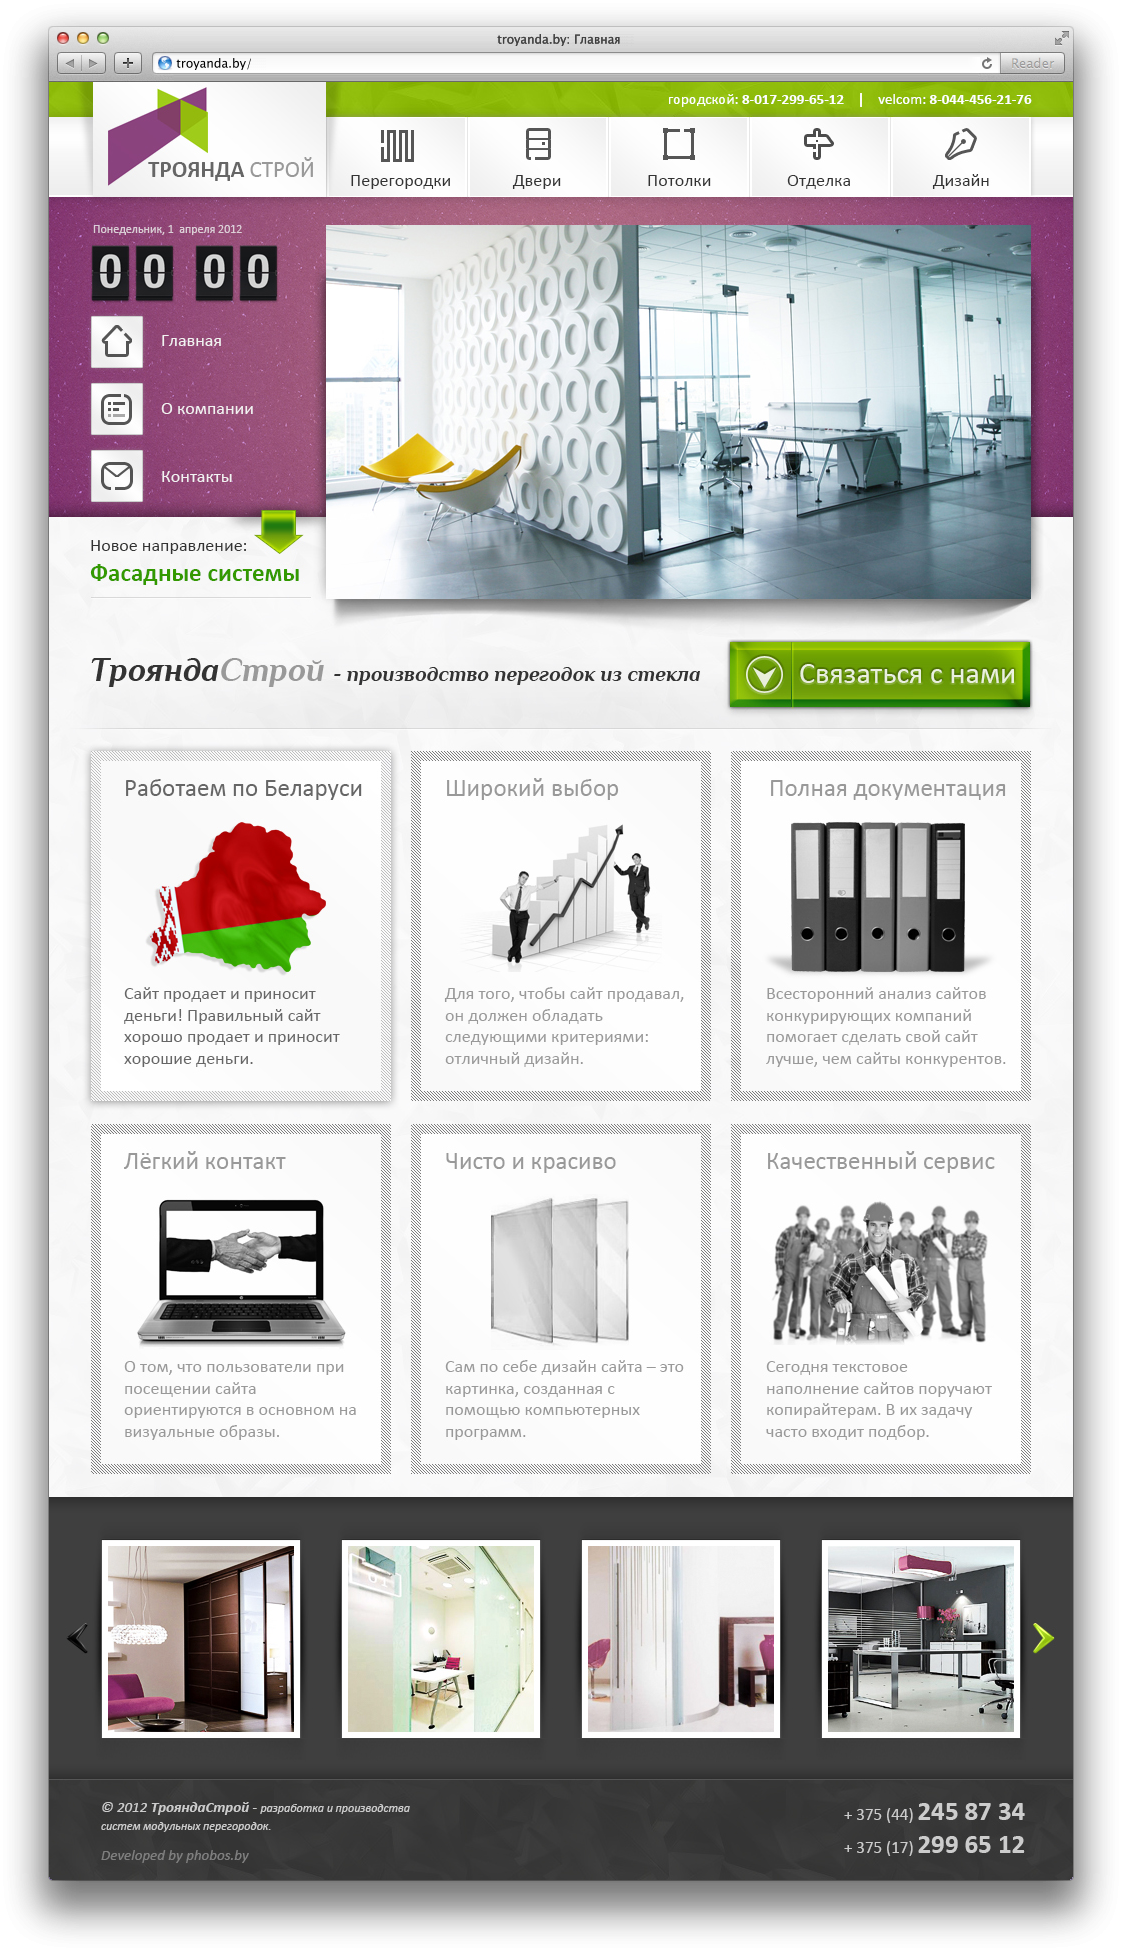 troyanda.by: Главная
troyanda.by/
Reader
городской: 8-017-299-65-12 | velcom: 8-044-456-21-76
ТРОЯНДА СТРОЙ
Перегородки
Двери
Потолки
Отделка
Дизайн
Понедельник, 1 апреля 2012
00 00
Главная
О компании
Контакты
Новое направление:
Фасадные системы
ТрояндаСтрой - производство перегодок из стекла
Связаться с нами
Работаем по Беларуси
Сайт продает и приносит
деньги! Правильный сайт
хорошо продает и приносит
хорошие деньги.
Широкий выбор
Для того, чтобы сайт продавал,
он должен обладать
следующими критериями:
отличный дизайн.
Полная документация
Всесторонний анализ сайтов
конкурирующих компаний
помогает сделать свой сайт
лучше, чем сайты конкурентов.
Лёгкий контакт
О том, что пользователи при
посещении сайта
ориентируются в основном на
визуальные образы.
Чисто и красиво
Сам по себе дизайн сайта – это
картинка, созданная с
помощью компьютерных
программ.
Качественный сервис
Сегодня текстовое
наполнение сайтов поручают
копирайтерам. В их задачу
часто входит подбор.
© 2012 ТрояндаСтрой - разработка и производства
систем модульных перегородок.
Developed by phobos.by
+ 375 (44) 245 87 34
+ 375 (17) 299 65 12